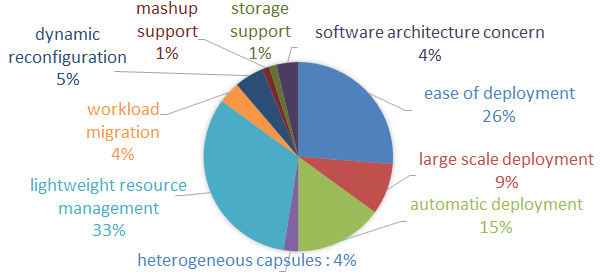 mashup
support
1%
storage
support
1%
software architecture concern
4%
dynamic
reconfiguration
5%
ease of deployment
26%
workload
migration
4%
large scale deployment
9%
lightweight resource
management
33%
automatic deployment
15%
heterogeneous capsules : 4%